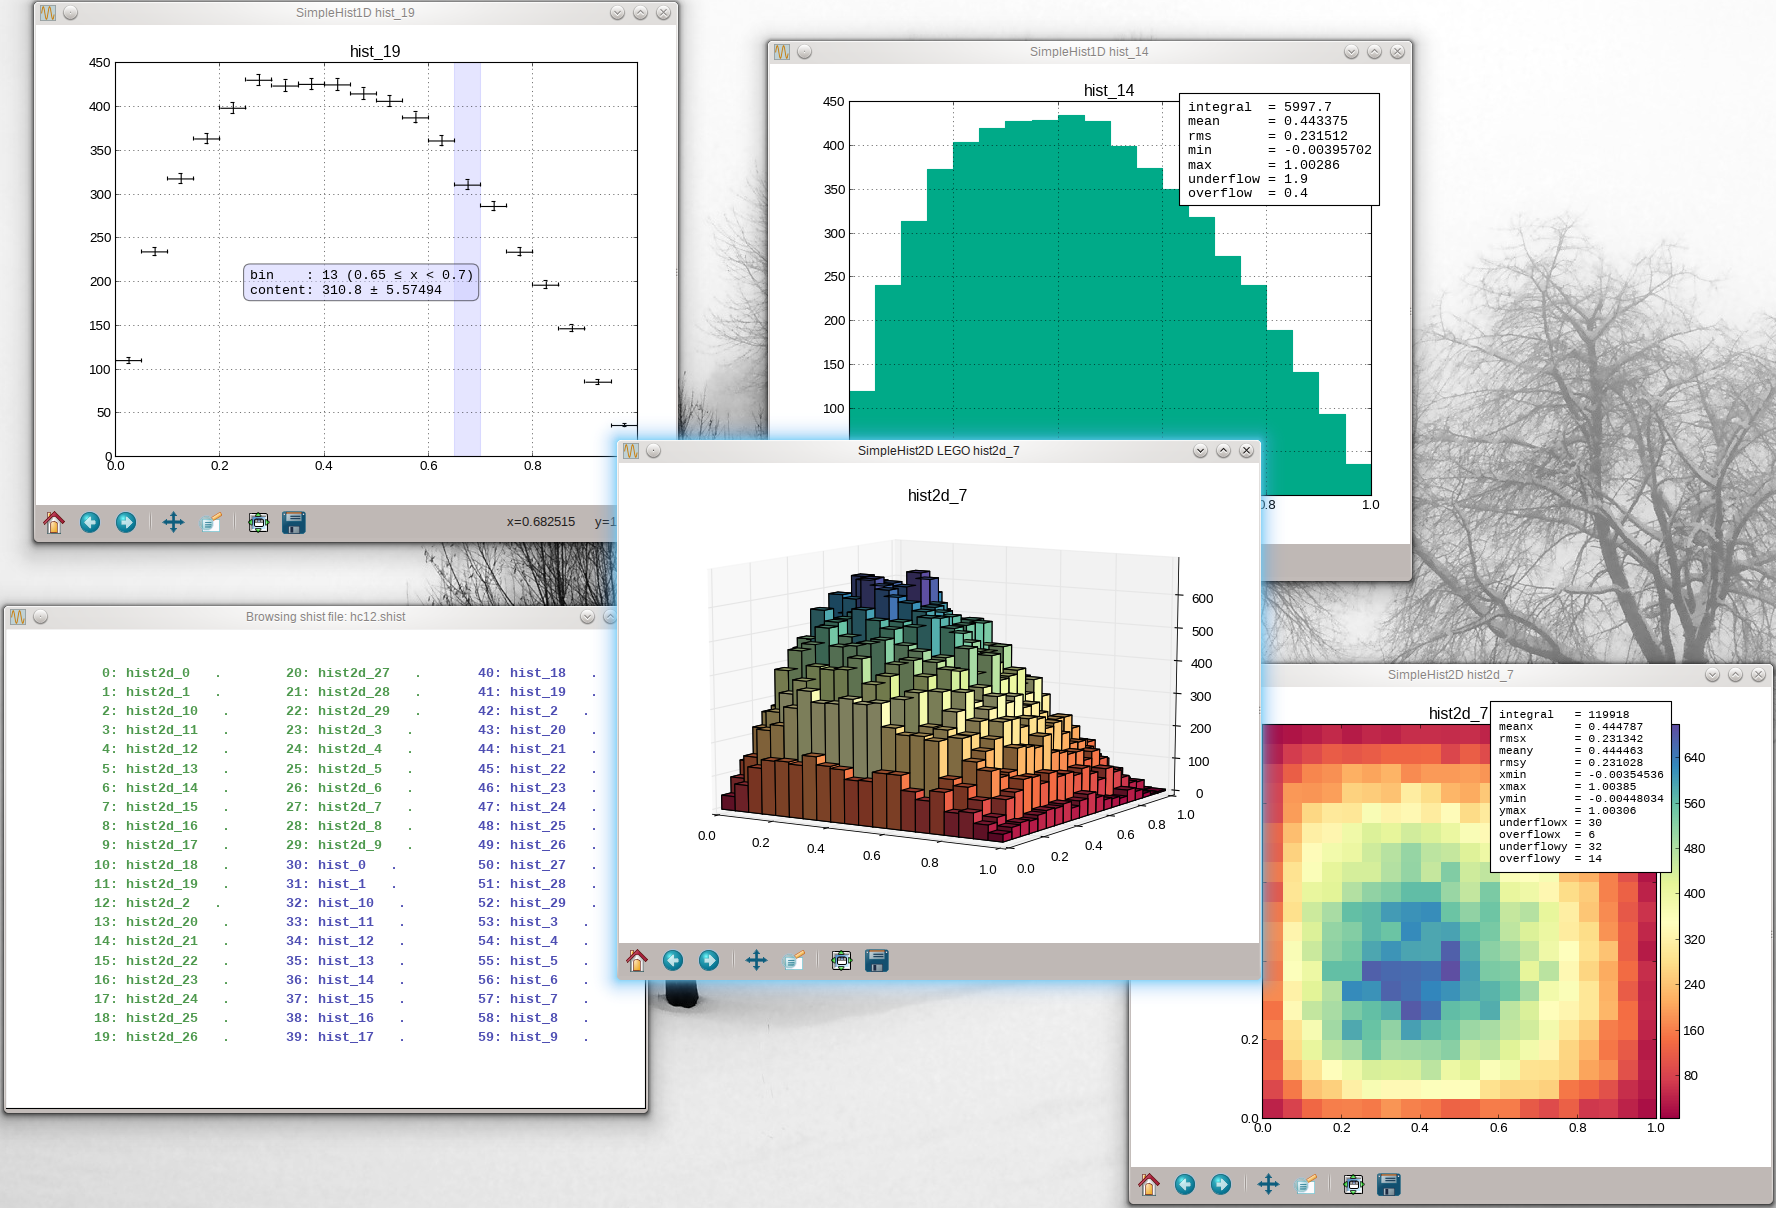 SimpleHist1D hist_19
hist_19
450
400
350
300
250
200
150
100
50
0
0.0 0.2 0.4 0.6 0.8
bin    : 13 (0.65 ≤ x < 0.7)
content: 310.8 ± 5.57494
x=0.682515 y=1
SimpleHist1D hist_14
hist_14
450
400
350
300
250
200
150
100
integral  = 5997.7
mean      = 0.443375
rms       = 0.231512
min       = -0.00395702
max       = 1.00286
underflow = 1.9
overflow  = 0.4
0.8 1.0
SimpleHist2D LEGO hist2d_7
hist2d_7
600
500
400
300
200
100
0
0.0 0.2 0.4 0.6 0.8 1.0
0.0 0.2 0.4 0.6 0.8 1.0
Browsing shist file: hc12.shist
0: hist2d_0 . 20: hist2d_27 . 40: hist_18 .
1: hist2d_1 . 21: hist2d_28 . 41: hist_19 .
2: hist2d_10 . 22: hist2d_29 . 42: hist_2 .
3: hist2d_11 . 23: hist2d_3 . 43: hist_20 .
4: hist2d_12 . 24: hist2d_4 . 44: hist_21 .
5: hist2d_13 . 25: hist2d_5 . 45: hist_22 .
6: hist2d_14 . 26: hist2d_6 . 46: hist_23 .
7: hist2d_15 . 27: hist2d_7 . 47: hist_24 .
8: hist2d_16 . 28: hist2d_8 . 48: hist_25 .
9: hist2d_17 . 29: hist2d_9 . 49: hist_26 .
10: hist2d_18 . 30: hist_0 . 50: hist_27 .
11: hist2d_19 . 31: hist_1 . 51: hist_28 .
12: hist2d_2 . 32: hist_10 . 52: hist_29 .
13: hist2d_20 . 33: hist_11 . 53: hist_3 .
14: hist2d_21 . 34: hist_12 . 54: hist_4 .
15: hist2d_22 . 35: hist_13 . 55: hist_5 .
16: hist2d_23 . 36: hist_14 . 56: hist_6 .
17: hist2d_24 . 37: hist_15 . 57: hist_7 .
18: hist2d_25 . 38: hist_16 . 58: hist_8 .
19: hist2d_26 . 39: hist_17 . 59: hist_9 .
SimpleHist2D hist2d_7
hist2d_7
integral   = 119918
meanx      = 0.444787
rmsx       = 0.231342
meany      = 0.444463
rmsy       = 0.231028
xmin       = -0.00354536
xmax       = 1.00385
ymin       = -0.00448034
ymax       = 1.00306
underflowx = 30
overflowx  = 6
underflowy = 32
overflowy  = 14
640
560
480
400
320
240
160
80
0.2
0.0
0.0 0.2 0.4 0.6 0.8 1.0